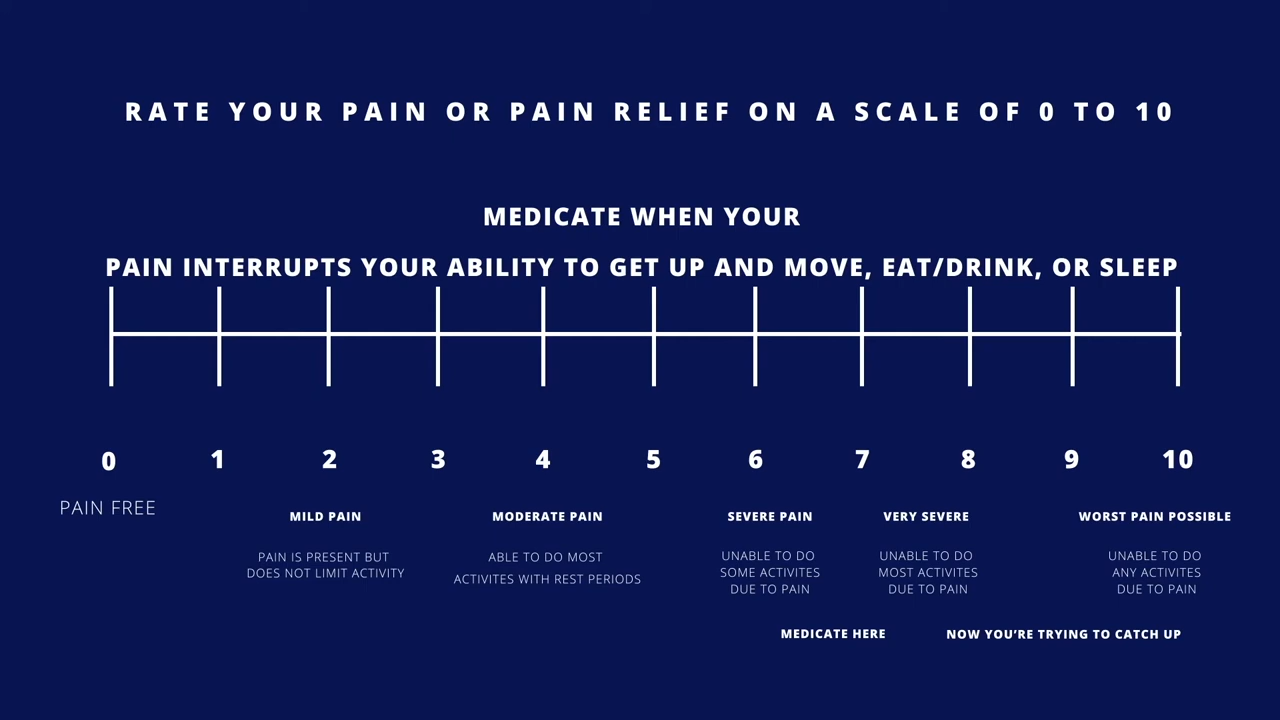 RATE YOUR PAIN OR PAIN RELIEF ON A SCALE OF 0 TO 10
MEDICATE WHEN YOUR
PAIN INTERRUPTS YOUR ABILITY TO GET UP AND MOVE, EAT/DRINK, OR SLEEP
0 1 2 3 4 5 6 7 8 9 10
PAIN FREE
MILD PAIN
PAIN IS PRESENT BUT
DOES NOT LIMIT ACTIVITY
MODERATE PAIN
ABLE TO DO MOST
ACTIVITES WITH REST PERIODS
SEVERE PAIN
UNABLE TO DO
SOME ACTIVITES
DUE TO PAIN
VERY SEVERE
UNABLE TO DO
MOST ACTIVITES
DUE TO PAIN
WORST PAIN POSSIBLE
UNABLE TO DO
ANY ACTIVITES
DUE TO PAIN
MEDICATE HERE
NOW YOU'RE TRYING TO CATCH UP